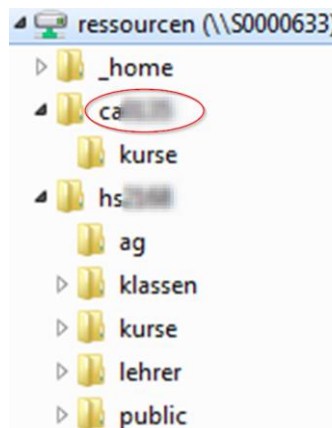 ressourcen (\\S0000633)
_home
ca
kurse
hs
ag
klassen
kurse
lehrer
public